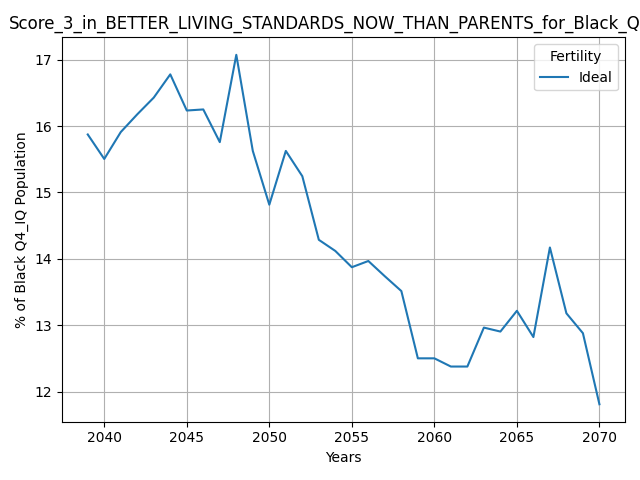 Score_3_in_BETTER_LIVING_STANDARDS_NOW_THAN_PARENTS_for_Black_Q
Fertility
Ideal
% of Black Q4_IQ Population
17
16
15
14
13
12
2040 2045 2050 2055 2060 2065 2070
Years